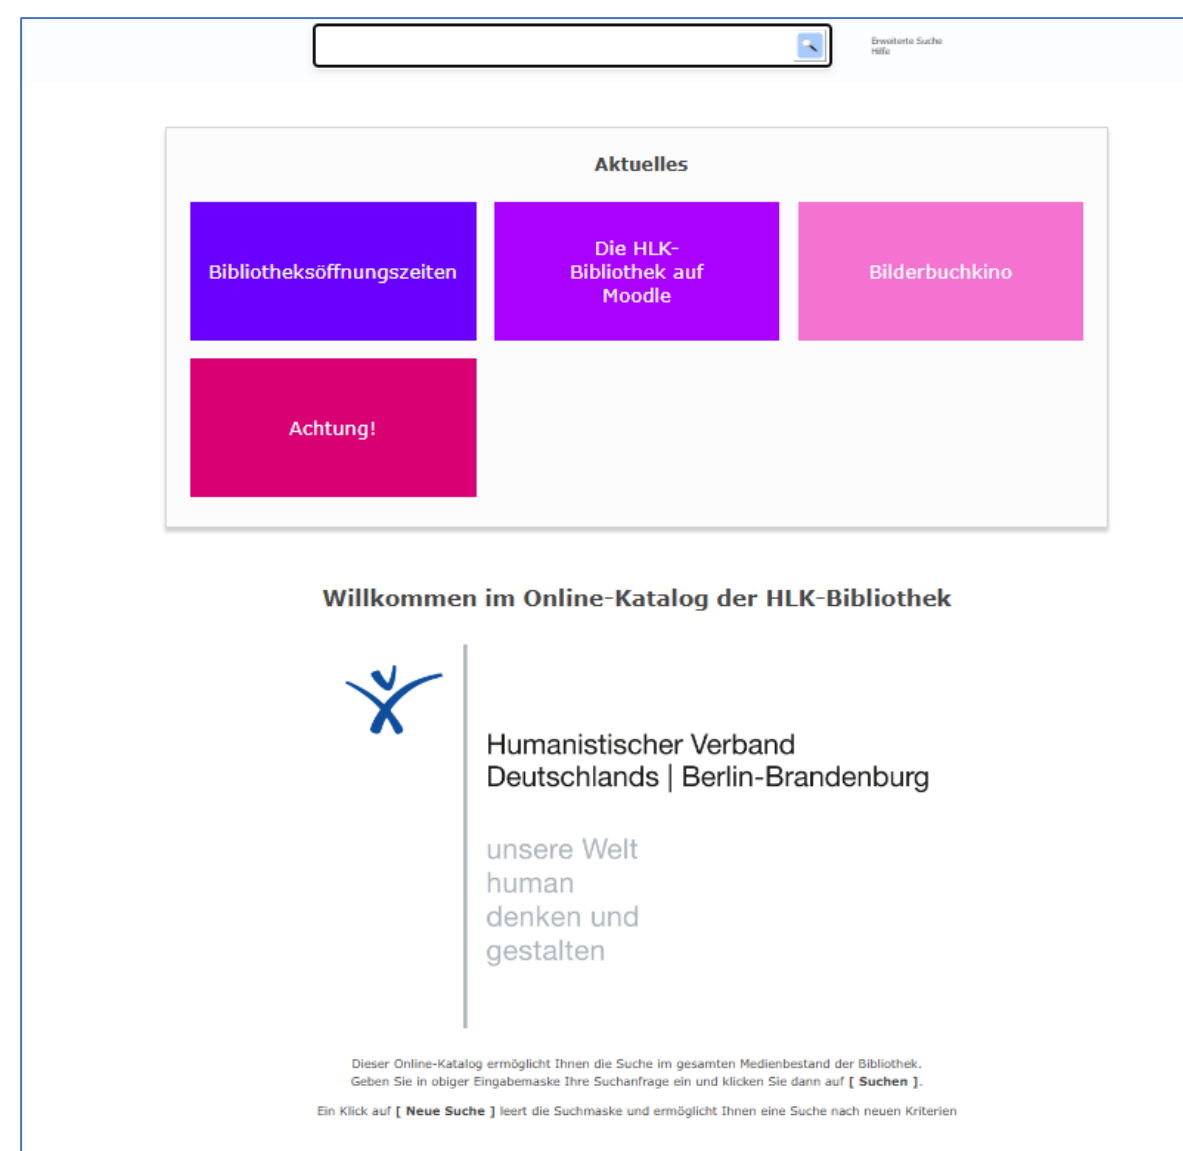 Erweiterte Suche
Hilfe
Aktuelles
Bibliotheksöffnungszeiten
Die HLK-
Bibliothek auf
Moodle
Bilderbuchkino
Achtung!
Willkommen im Online-Katalog der HLK-Bibliothek
Humanistischer Verband
Deutschlands | Berlin-Brandenburg
unsere Welt
human
denken und
gestalten
Dieser Online-Katalog ermöglicht Ihnen die Suche im gesamten Medienbestand der Bibliothek.
Geben Sie in obiger Eingabemaske Ihre Suchanfrage ein und klicken Sie dann auf [ Suchen ].
Ein Klick auf [ Neue Suche ] leert die Suchmaske und ermöglicht Ihnen eine Suche nach neuen Kriterien